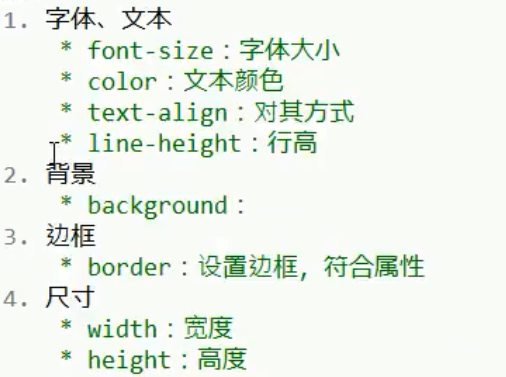 1. 字体、文本
* font-size：字体大小
* color：文本颜色
* text-align：对其方式
* line-height：行高
2. 背景
* background：
3. 边框
* border：设置边框，符合属性
4. 尺寸
* width：宽度
* height：高度